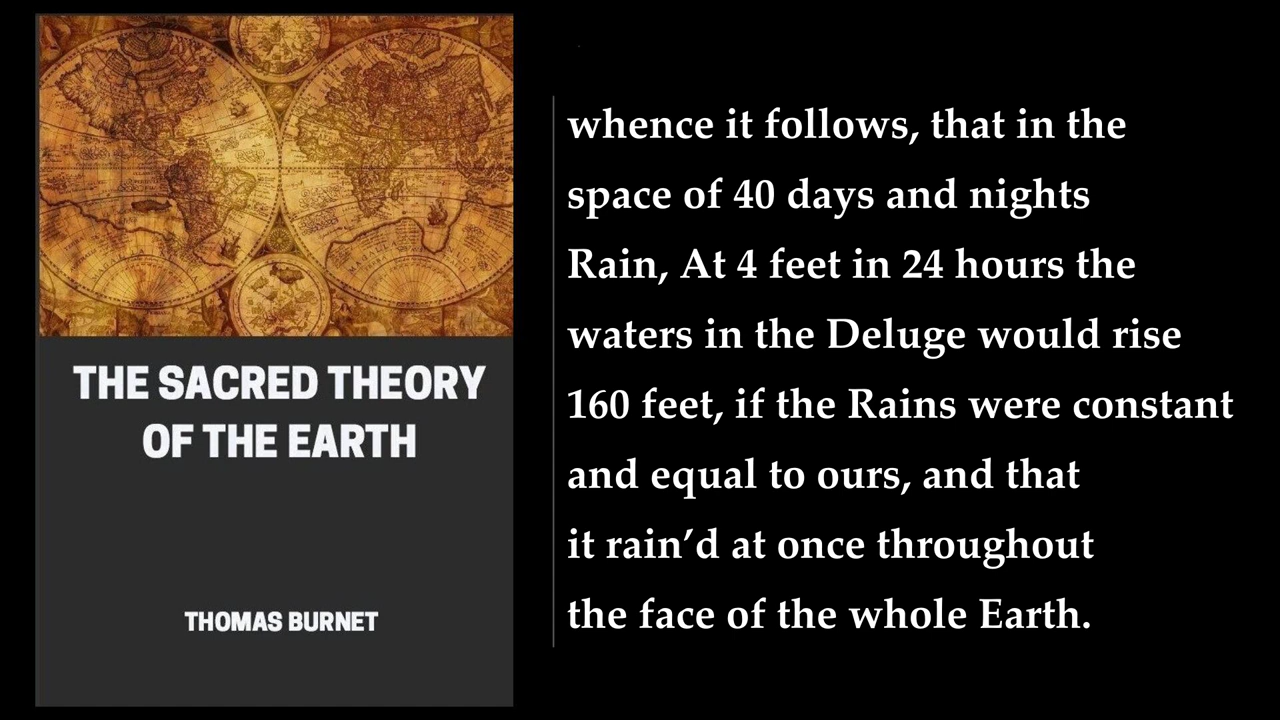 THE SACRED THEORY
OF THE EARTH
THOMAS BURNET
whence it follows, that in the
space of 40 days and nights
Rain, At 4 feet in 24 hours the
waters in the Deluge would rise
160 feet, if the Rains were constant
and equal to ours, and that
it rain’d at once throughout
the face of the whole Earth.